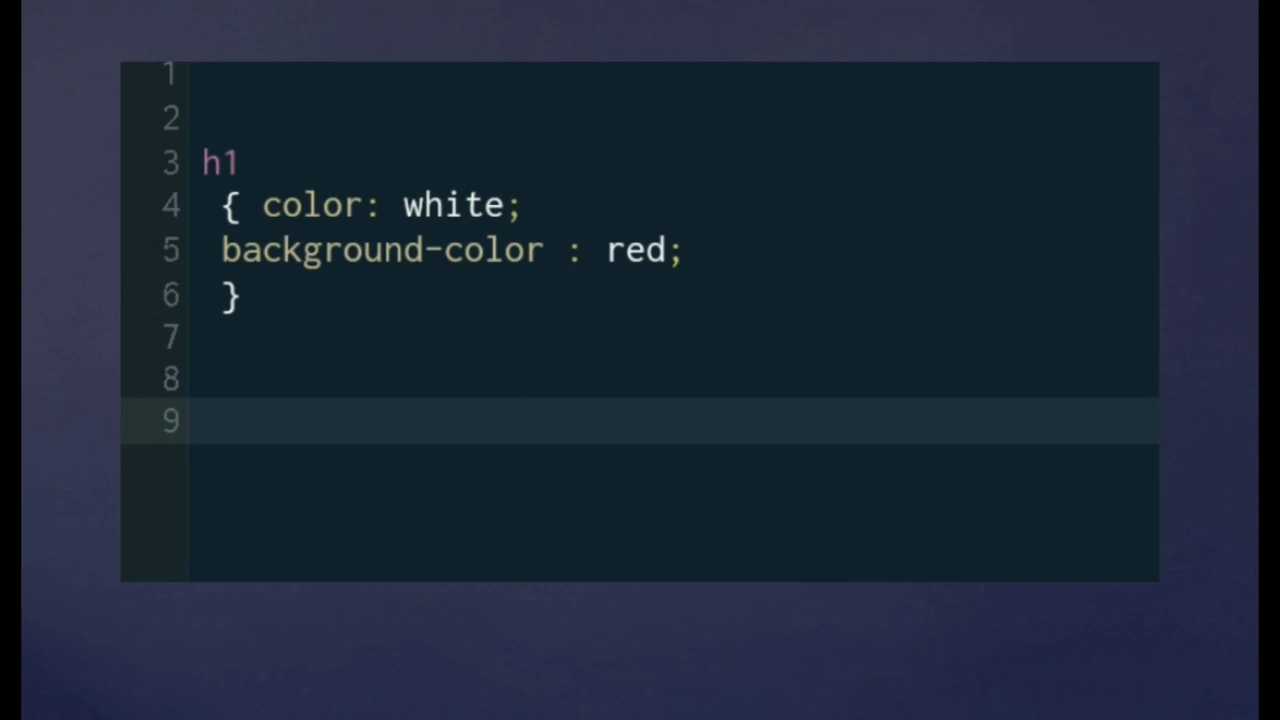 1
2
3 h1
4 { color: white;
5 background-color : red;
6 }
7
8
9